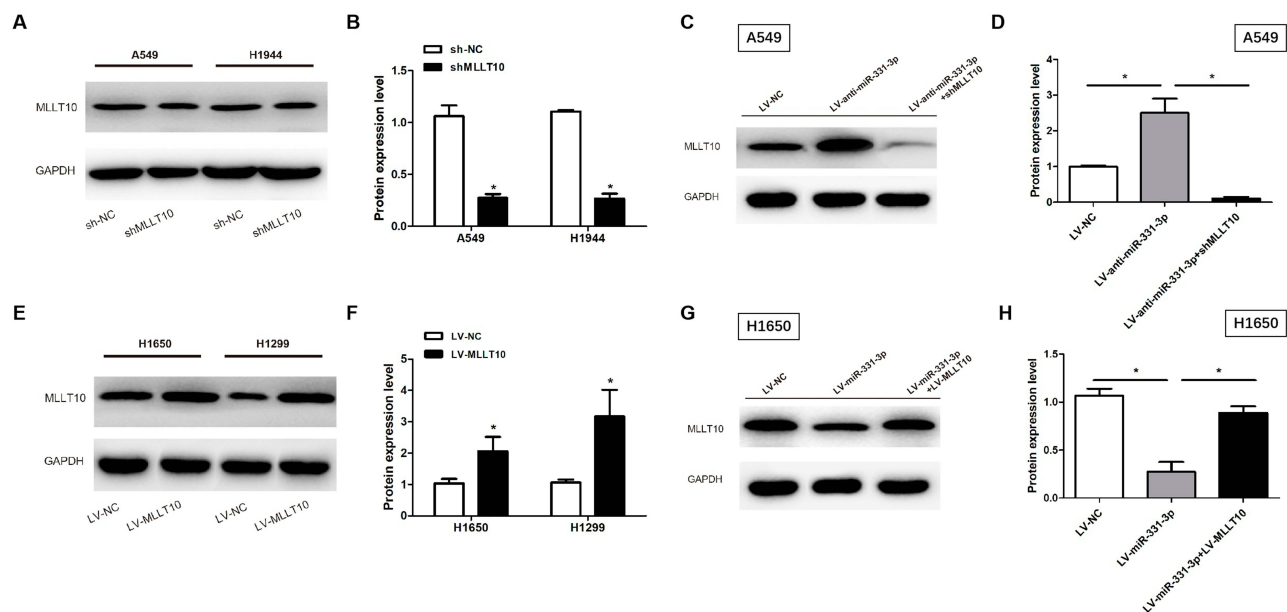 A
A549
H1944
MLLT10
GAPDH
sh-NC
shMLLT10
sh-NC
shMLLT10
B
sh-NC
shMLLT10
Protein expression level
1.5
1.0
0.5
0.0
*
*
A549
H1944
C
A549
LV-NC
LV-anti-miR-331-3p
LV-anti-miR-331-3p
+shMLLT10
MLLT10
GAPDH
D
A549
Protein expression level
4
3
2
1
0
*
*
LV-NC
LV-anti-miR-331-3p
LV-anti-miR-331-3p+shMLLT10
E
H1650
H1299
MLLT10
GAPDH
LV-NC
LV-MLLT10
LV-NC
LV-MLLT10
F
LV-NC
LV-MLLT10
Protein expression level
5
4
3
2
1
0
*
*
H1650
H1299
G
H1650
LV-NC
LV-miR-331-3p
LV-miR-331-3p
+LV-MLLT10
MLLT10
GAPDH
H
H1650
Protein expression level
1.5
1.0
0.5
0.0
*
*
LV-NC
LV-miR-331-3p
LV-miR-331-3p+LV-MLLT10